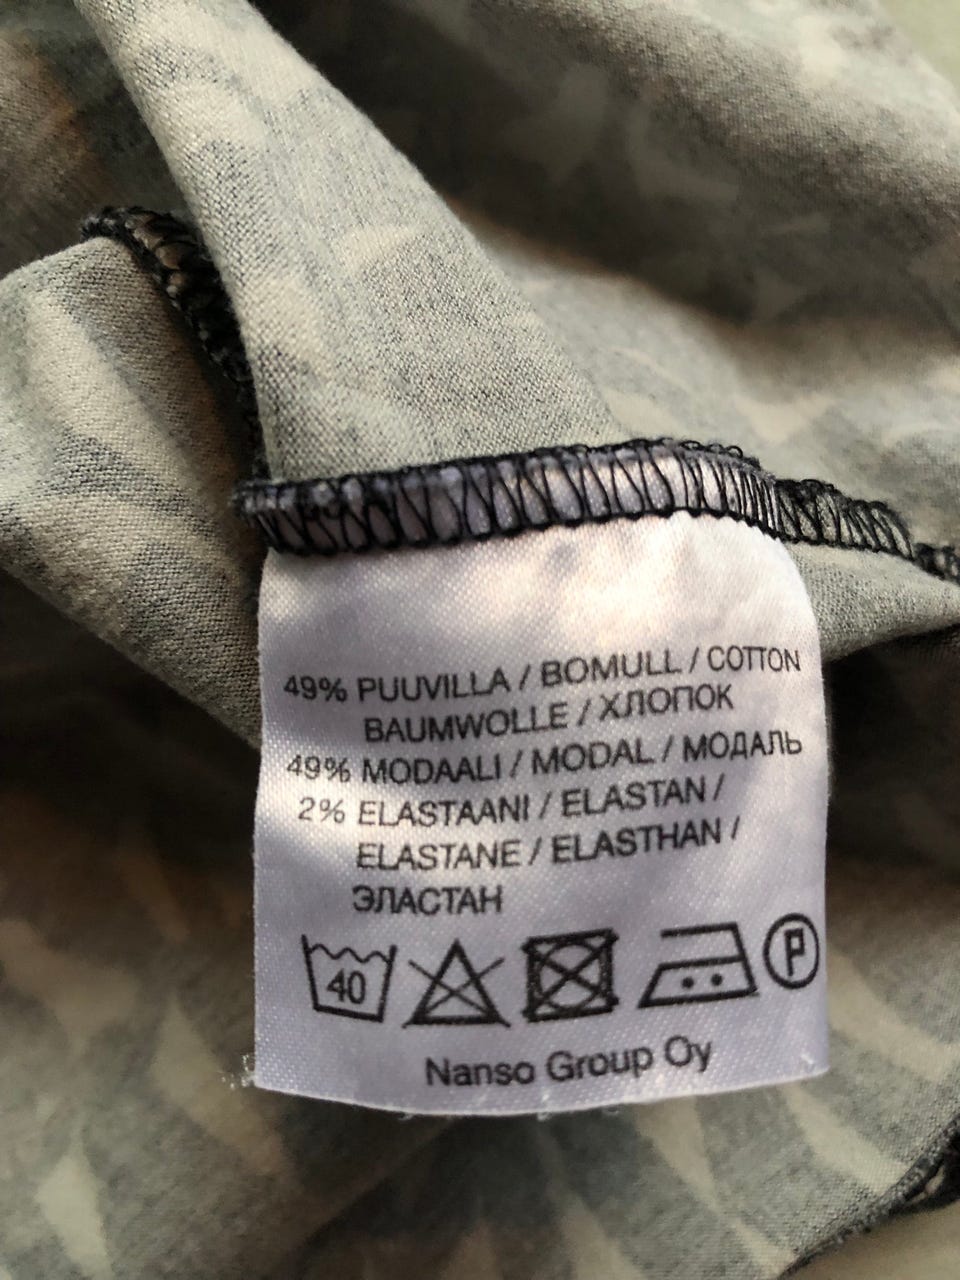 49% PUUVILLA / BOMULL / COTTON
BAUMWOLLE / ХЛОПОК
49% MODAALI / MODAL / МОДАЛЬ
2% ELASTAANI / ELASTAN /
ELASTANE / ELASTHAN /
ЭЛАСТАН
40 P
Nanso Group Oy